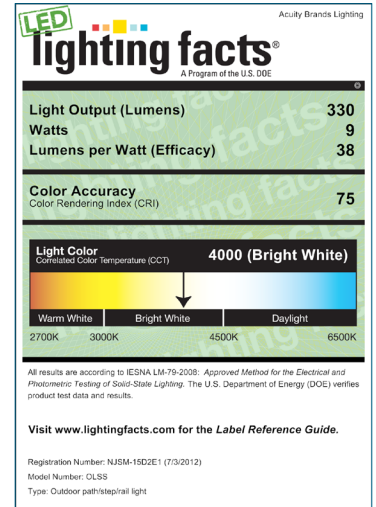 Acuity Brands Lighting
LED
lighting facts®
A Program of the U.S. DOE
Light Output (Lumens) 330
Watts 9
Lumens per Watt (Efficacy) 38
Color Accuracy
Color Rendering Index (CRI) 75
Light Color
Correlated Color Temperature (CCT) 4000 (Bright White)
Warm White Bright White Daylight
2700K 3000K 4500K 6500K
All results are according to IESNA LM-79-2008: Approved Method for the Electrical and
Photometric Testing of Solid-State Lighting. The U.S. Department of Energy (DOE) verifies
product test data and results.
Visit www.lightingfacts.com for the Label Reference Guide.
Registration Number: NJSM-15D2E1 (7/3/2012)
Model Number: OLSS
Type: Outdoor path/step/rail light